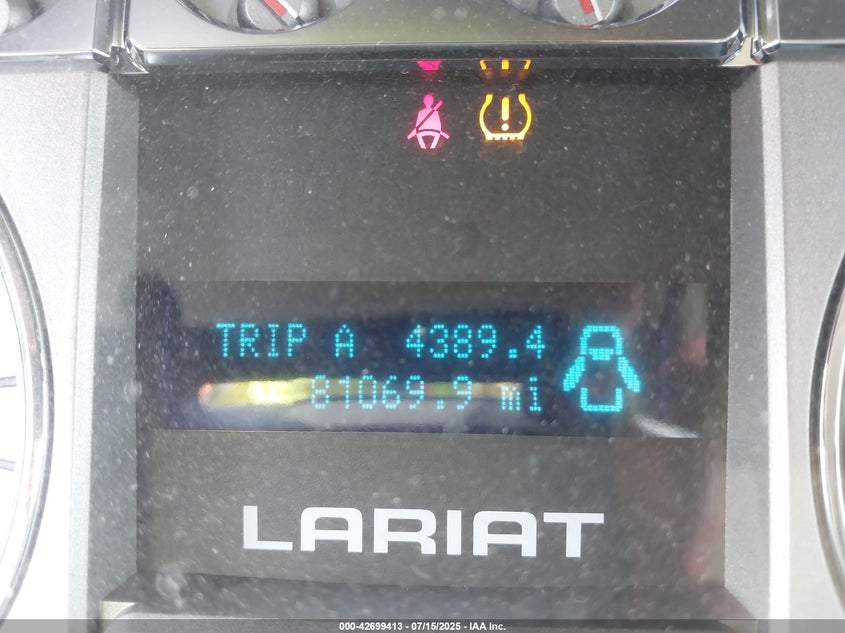 TRIP A 4389.4
81069.9 mi
LARIAT
000-42699413 - 07/15/2025 - IAA Inc.